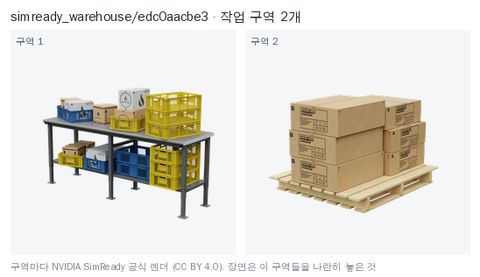 simready_warehouse/edc0aacbe3 · 작업 구역 2개
구역 1
구역 2
구역마다 NVIDIA SimReady 공식 렌더 (CC BY 4.0). 장면은 이 구역들을 나란히 놓은 것